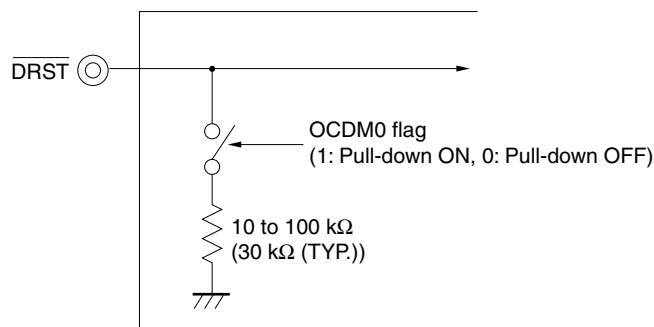 DRST
OCDM0 flag
(1: Pull-down ON, 0: Pull-down OFF)
10 to 100 kΩ
(30 kΩ (TYP.))